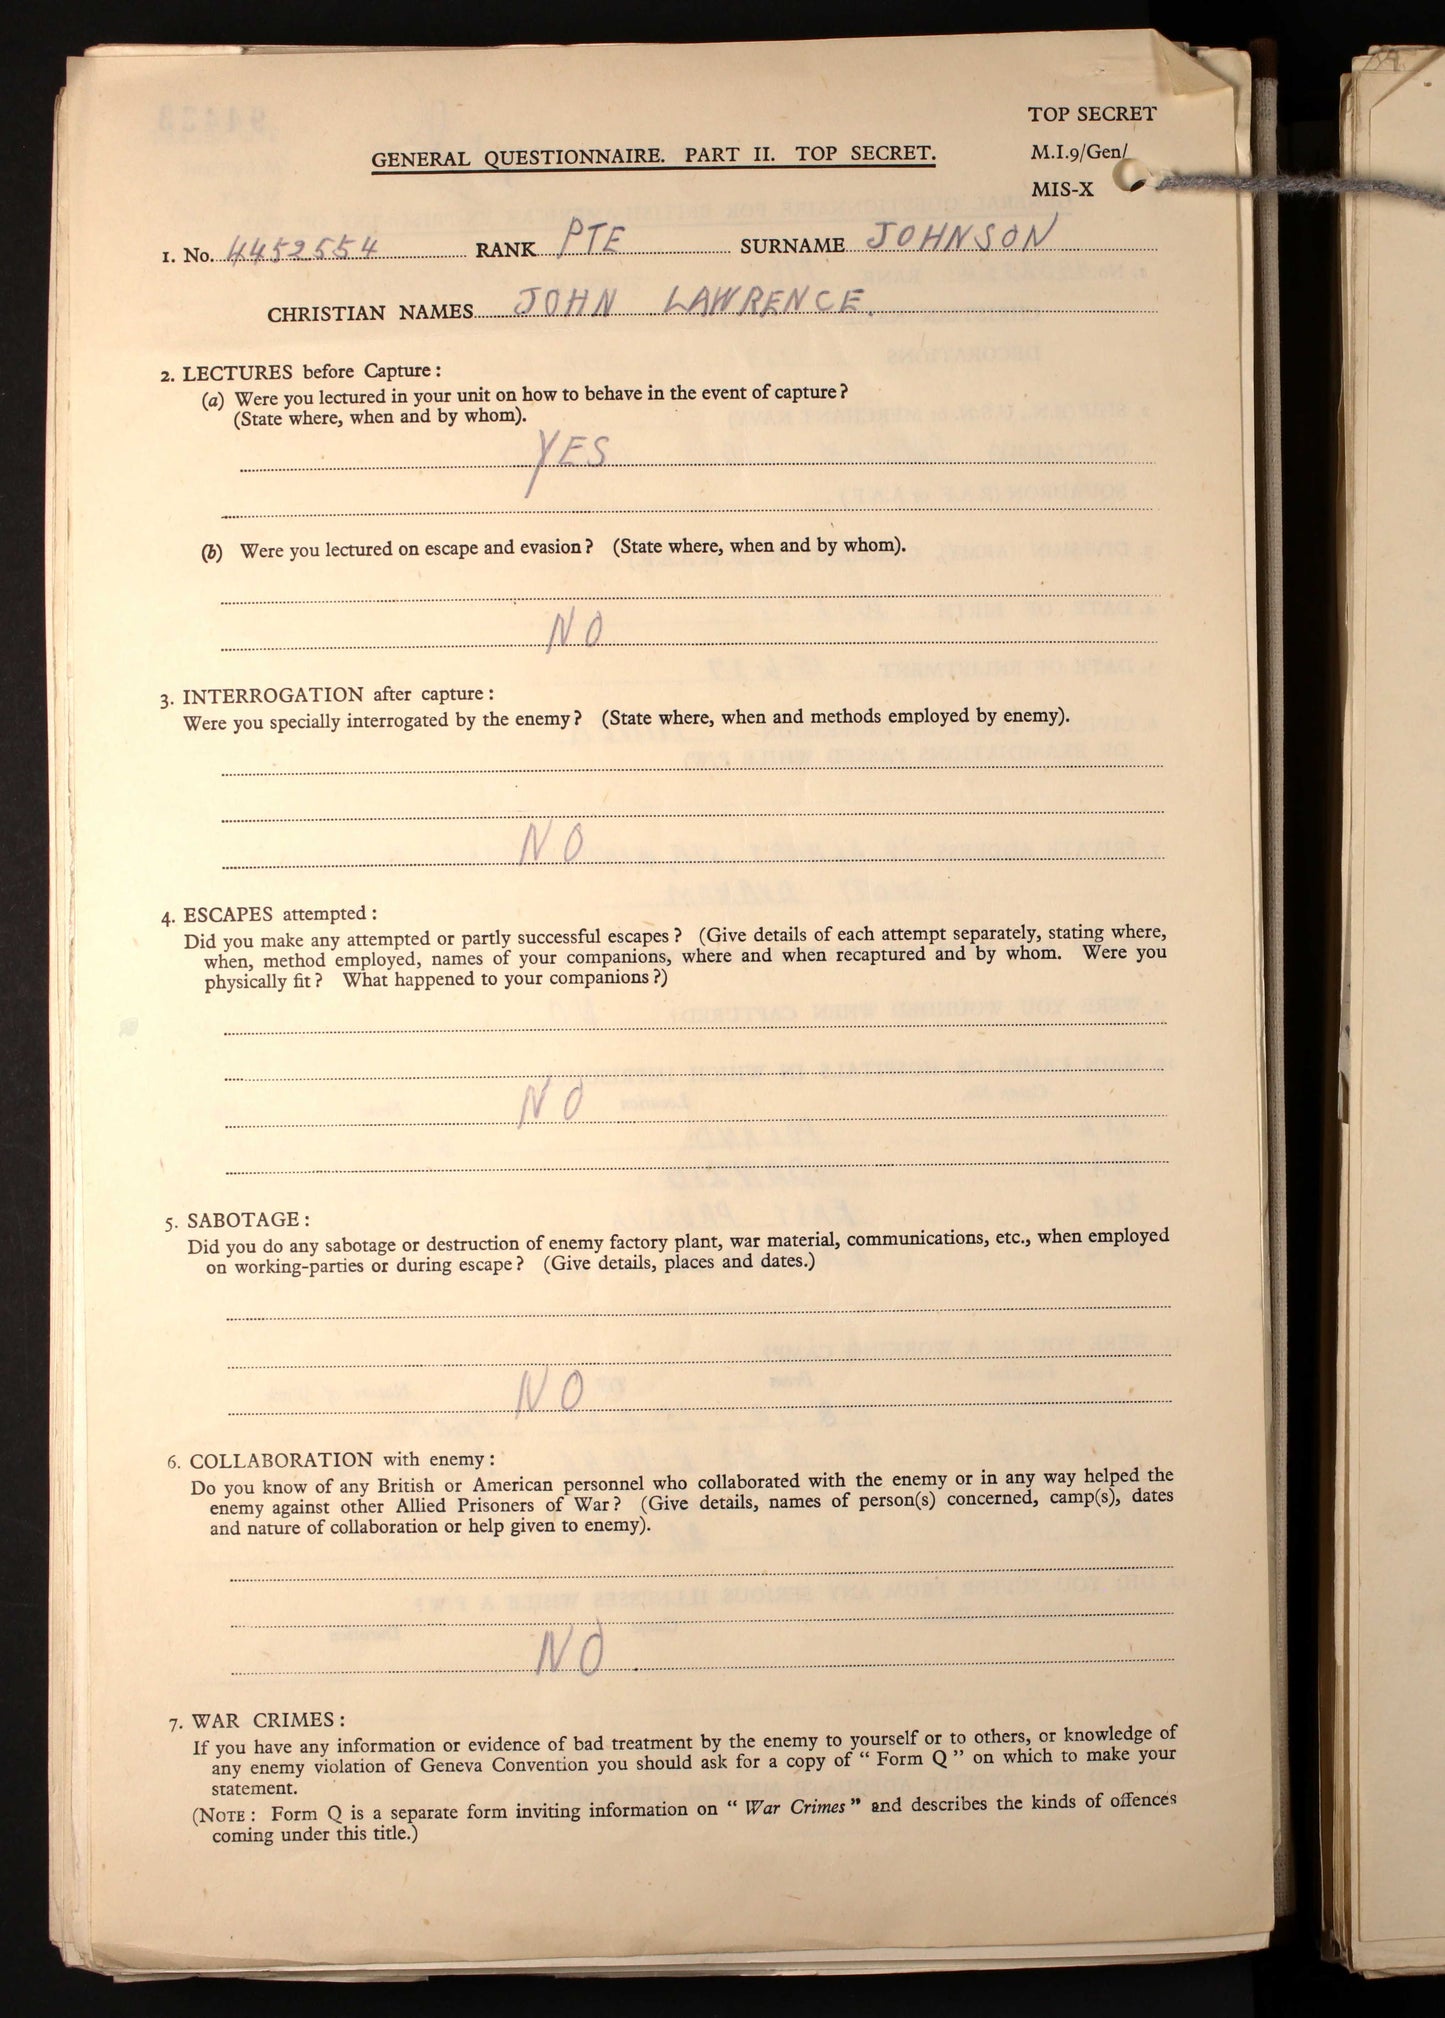 TOP SECRET
GENERAL QUESTIONNAIRE. PART II. TOP SECRET.
M.I.9/Gen/
MIS-X
1. No. 4452554 RANK PTE SURNAME JOHNSON
CHRISTIAN NAMES JOHN LAWRENCE.
2. LECTURES before Capture :
(a) Were you lectured in your unit on how to behave in the event of capture ?
(State where, when and by whom).
YES
(b) Were you lectured on escape and evasion ? (State where, when and by whom).
NO
3. INTERROGATION after capture :
Were you specially interrogated by the enemy ? (State where, when and methods employed by enemy).
NO
4. ESCAPES attempted :
Did you make any attempted or partly successful escapes ? (Give details of each attempt separately, stating where,
when, method employed, names of your companions, where and when recaptured and by whom. Were you
physically fit ? What happened to your companions ?)
NO
5. SABOTAGE :
Did you do any sabotage or destruction of enemy factory plant, war material, communications, etc., when employed
on working-parties or during escape ? (Give details, places and dates.)
NO
6. COLLABORATION with enemy :
Do you know of any British or American personnel who collaborated with the enemy or in any way helped the
enemy against other Allied Prisoners of War ? (Give details, names of person(s) concerned, camp(s), dates
and nature of collaboration or help given to enemy).
NO
7. WAR CRIMES :
If you have any information or evidence of bad treatment by the enemy to yourself or to others, or knowledge of
any enemy violation of Geneva Convention you should ask for a copy of “ Form Q ” on which to make your
statement.
(NOTE : Form Q is a separate form inviting information on “ War Crimes ” and describes the kinds of offences
coming under this title.)